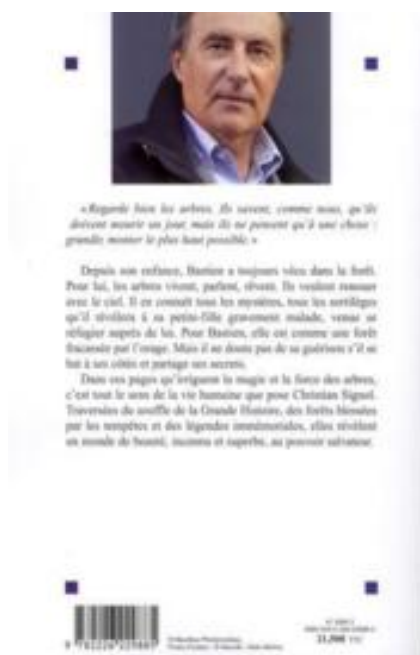 «Regarde bien les arbres. Ils savent, comme nous, qu'ils
doivent mourir un jour, mais ils ne pensent qu'à une chose :
grandir, monter le plus haut possible.»
Depuis son enfance, Bastien a toujours vécu dans la forêt.
Pour lui, les arbres vivent, parlent, rêvent. Ils veulent renouer
avec le ciel. Il en connaît tous les mystères, tous les sortilèges
qu'il révélera à sa petite-fille gravement malade, venue se
réfugier auprès de lui. Pour Bastien, elle est comme une forêt
fracassée par l'orage. Mais il ne doute pas de sa guérison s'il se
bat à ses côtés et partage ses secrets.
Dans ces pages qu'irriguent la magie et la force des arbres,
c'est tout le sens de la vie humaine que pose Christian Signol.
Traversées du souffle de la Grande Histoire, des forêts blessées
par les tempêtes et des légendes immémoriales, elles révèlent
un monde de beauté, inconnu et superbe, au pouvoir salvateur.